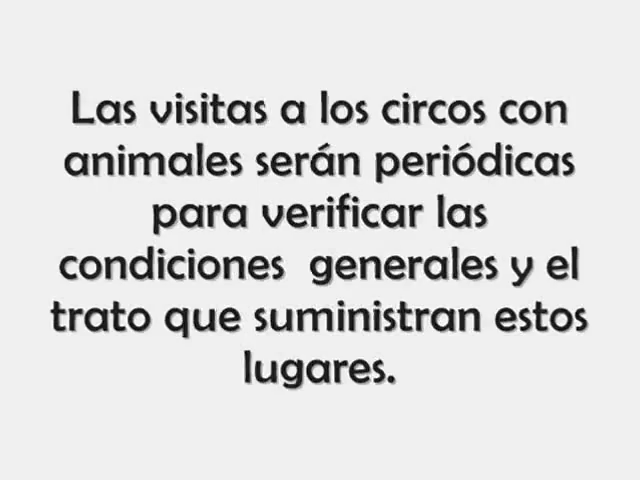 Las visitas a los circos con
animales serán periódicas
para verificar las
condiciones generales y el
trato que suministran estos
lugares.